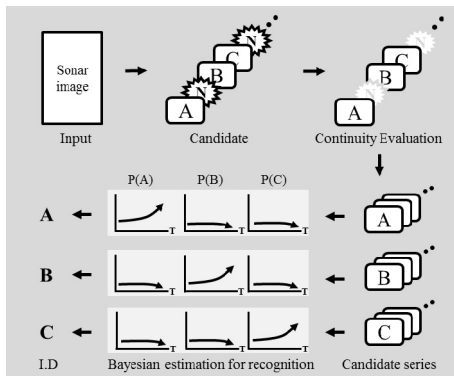 Sonar
image
N
C
B
N
A
N
C
B
N
A
Input
Candidate
Continuity Evaluation
P(A)
P(B)
P(C)
A
T
T
T
A
B
T
T
T
B
C
T
T
T
C
I.D
Bayesian estimation for recognition
Candidate series